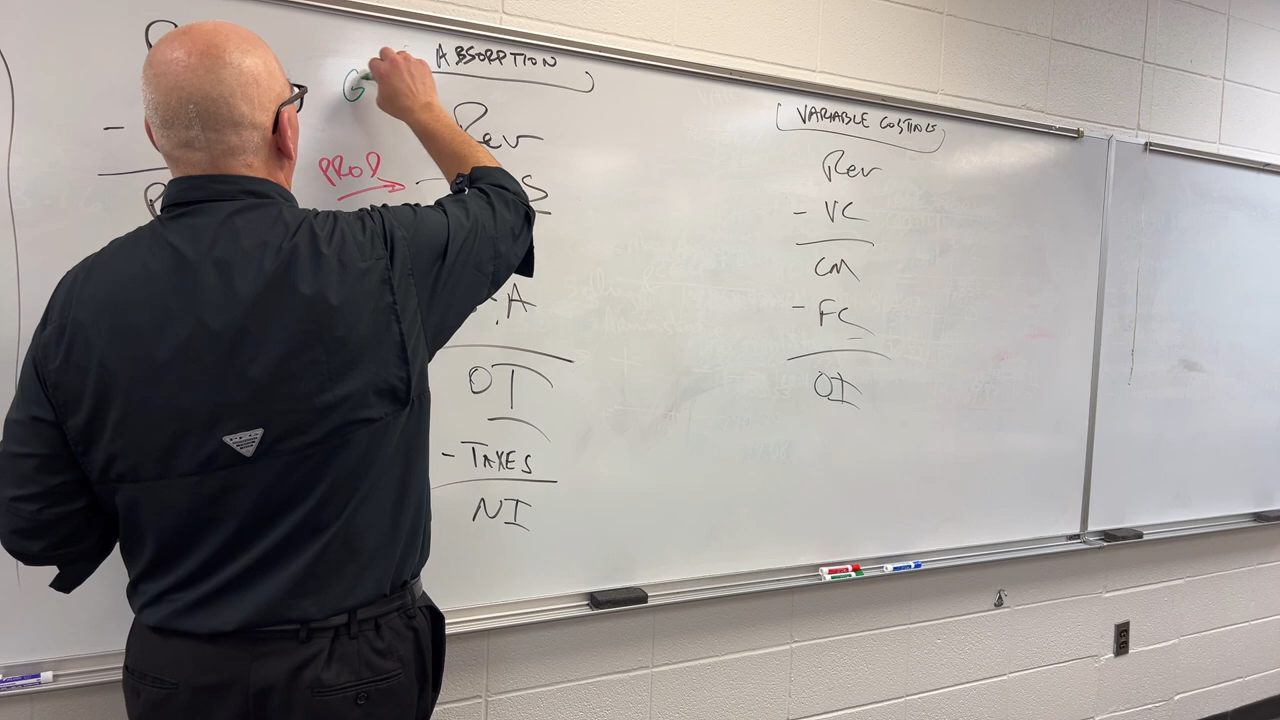 ABSORPTION
G
Rev
PROD
-
S
A
OI
- TAXES
NI
VARIABLE COSTING
Rev
- VC
CM
- FC
OI